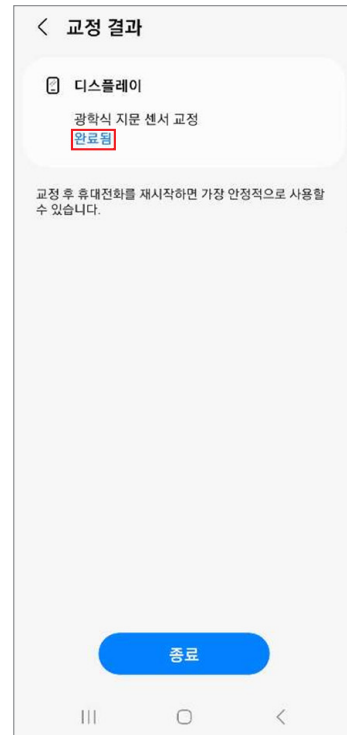 교정 결과
디스플레이
광학식 지문 센서 교정
완료됨
교정 후 휴대전화를 재시작하면 가장 안정적으로 사용할
수 있습니다.
종료